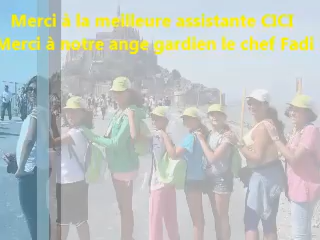 Merci à la meilleure assistante CICI
Merci à notre ange gardien le chef Fadi